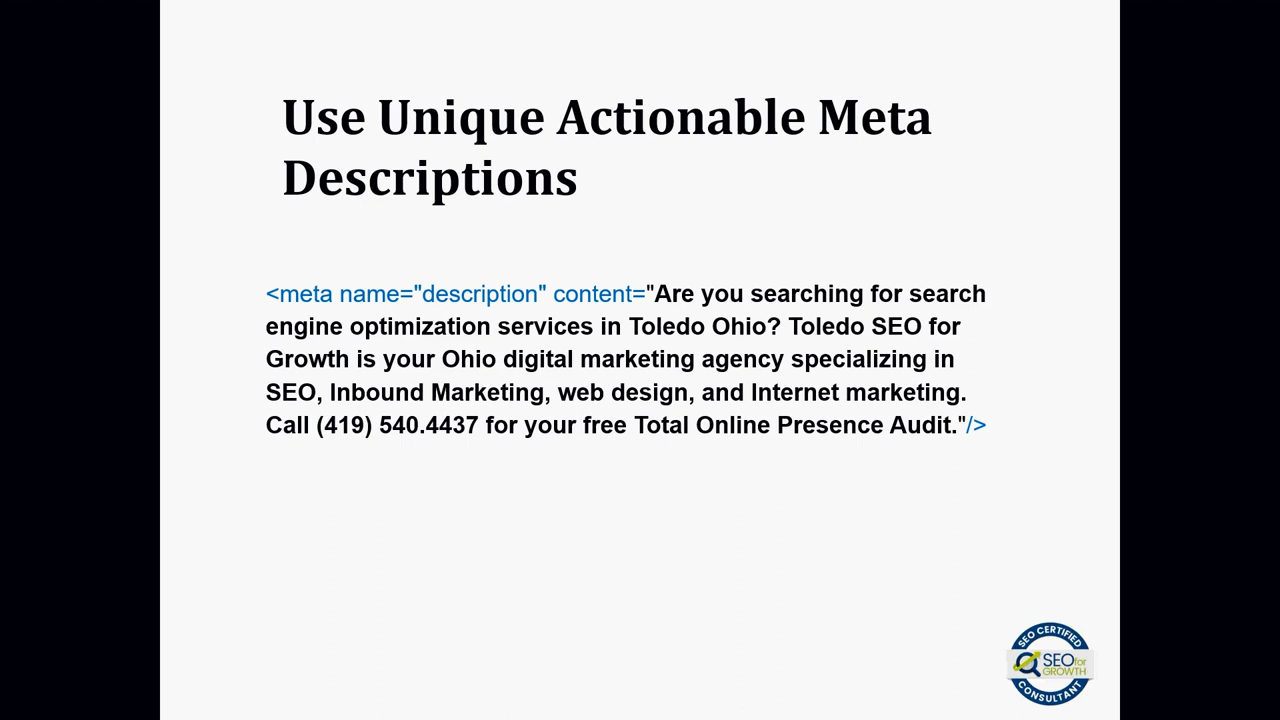 Use Unique Actionable Meta
Descriptions
<meta name="description" content="Are you searching for search
engine optimization services in Toledo Ohio? Toledo SEO for
Growth is your Ohio digital marketing agency specializing in
SEO, Inbound Marketing, web design, and Internet marketing.
Call (419) 540.4437 for your free Total Online Presence Audit."/>
SEO CERTIFIED
SEO for
GROWTH
CONSULTANT